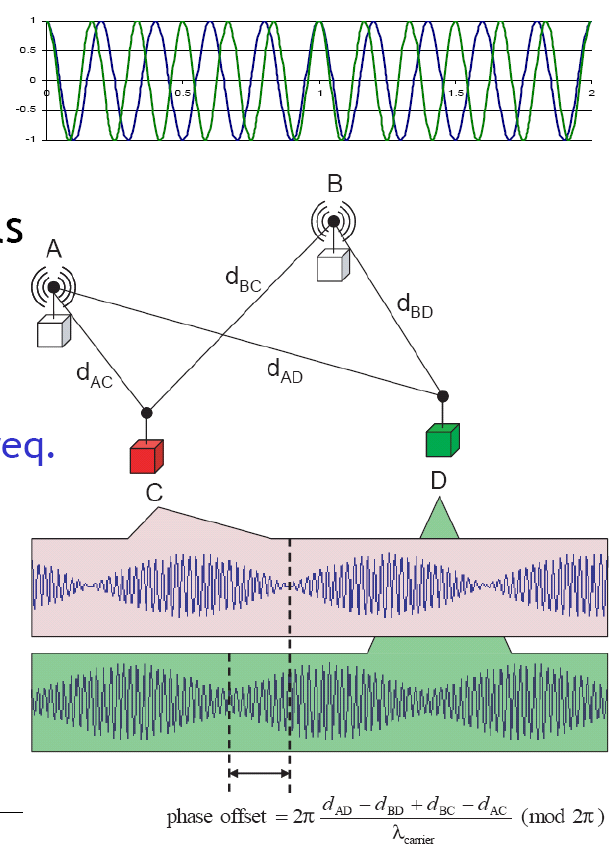 1
0.5
0
-0.5
-1
0 0.5 1 1.5 2
B
A
d_BC
d_BD
d_AD
d_AC
C
D
phase offset = 2π (d_AD − d_BD + d_BC − d_AC) / λ_carrier (mod 2π)